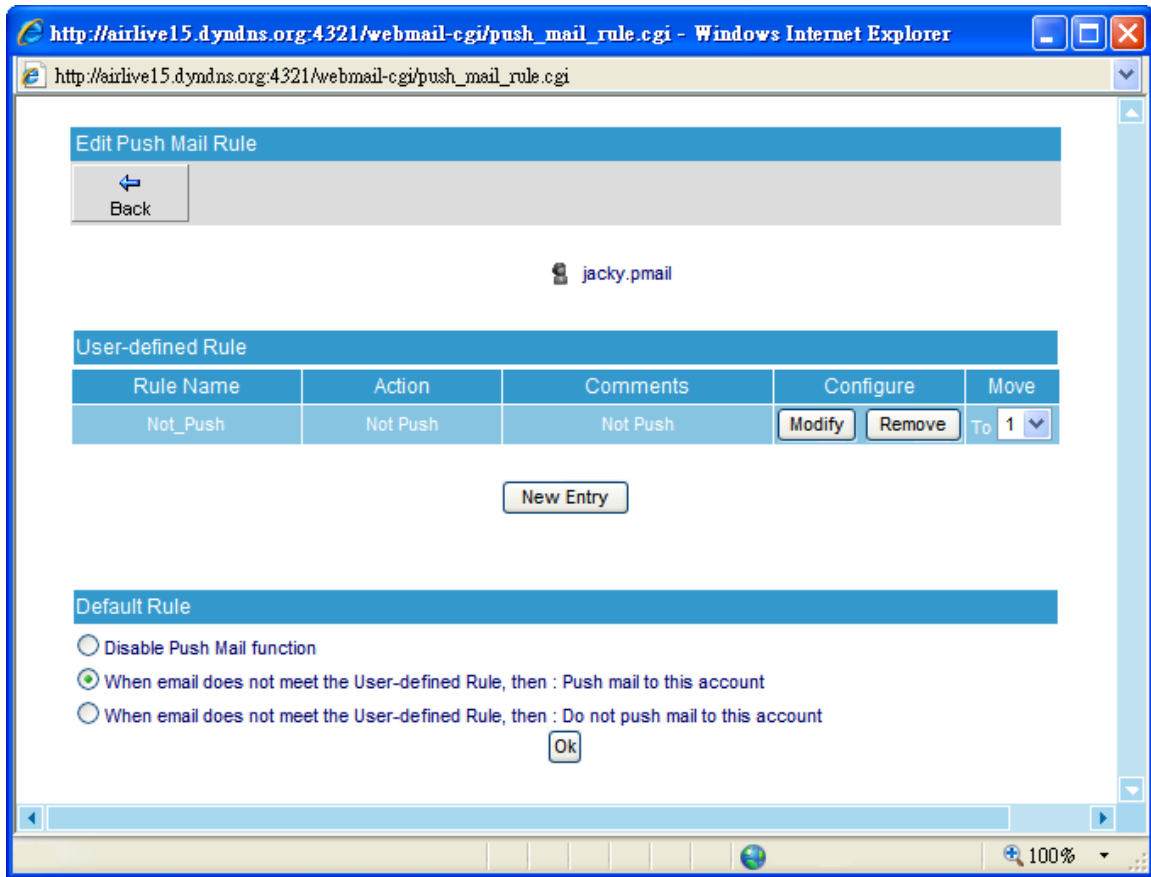 http://airlive15.dyndns.org:4321/webmail-cgi/push_mail_rule.cgi - Windows Internet Explorer
http://airlive15.dyndns.org:4321/webmail-cgi/push_mail_rule.cgi
Edit Push Mail Rule
Back
jacky.pmail
User-defined Rule
Rule Name Action Comments Configure Move
Not_Push Not Push Not Push Modify Remove To 1
New Entry
Default Rule
Disable Push Mail function
When email does not meet the User-defined Rule, then : Push mail to this account
When email does not meet the User-defined Rule, then : Do not push mail to this account
Ok
100%